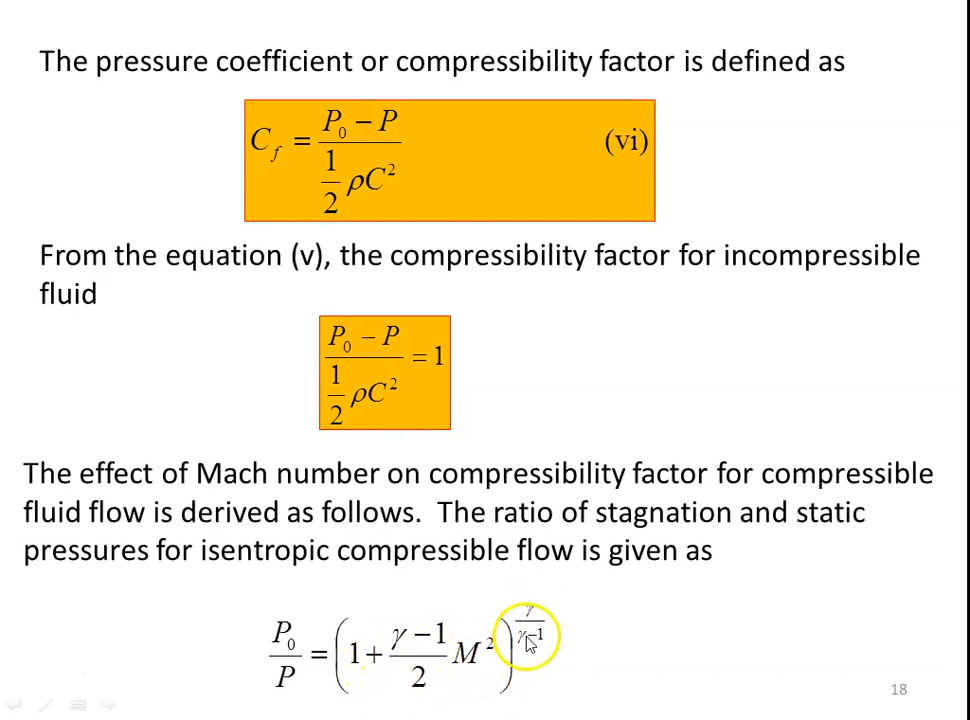 The pressure coefficient or compressibility factor is defined as
C_f = (P_0 − P) / (1/2 ρC^2) (vi)
From the equation (v), the compressibility factor for incompressible
fluid
(P_0 − P) / (1/2 ρC^2) = 1
The effect of Mach number on compressibility factor for compressible
fluid flow is derived as follows. The ratio of stagnation and static
pressures for isentropic compressible flow is given as
P_0 / P = (1 + (γ − 1)/2 M^2)^(γ/(γ−1))
18